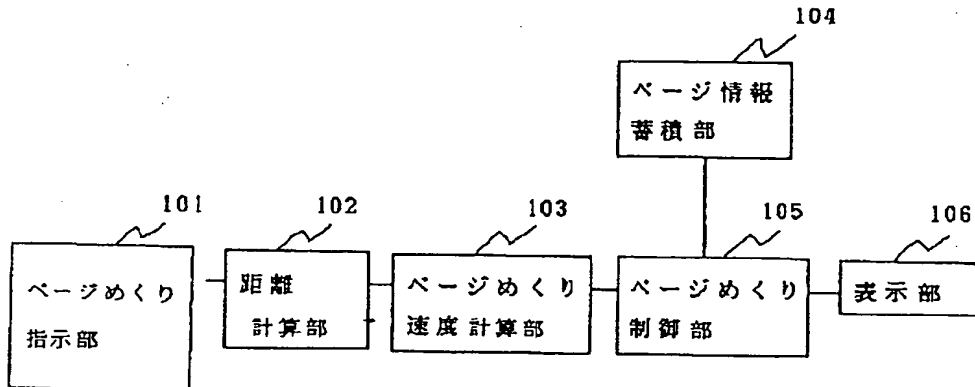 104
ページ情報
蓄積部
101
102
103
105
106
ページめくり
指示部
距離
計算部
ページめくり
速度計算部
ページめくり
制御部
表示部